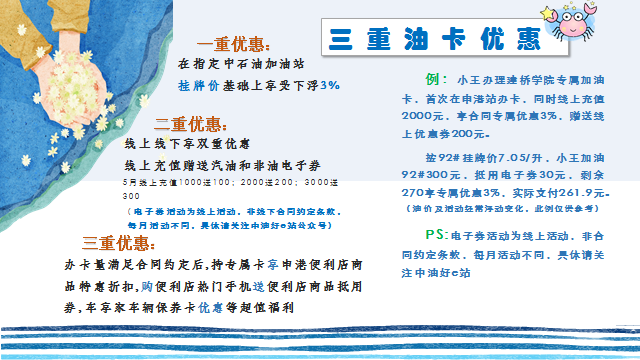 三重油卡优惠
一重优惠：
在指定中石油加油站
挂牌价基础上享受下浮3%
二重优惠：
线上线下享双重优惠
线上充值赠送汽油和非油电子券
5月线上充值1000送100；2000送200；3000送
300
（电子券活动为线上活动，非线下合同约定条款，
每月活动不同，具体请关注中油好e站公众号）
三重优惠：
办卡量满足合同约定后,持专属卡享申港便利店商
品特惠折扣,购便利店热门手机送便利店商品抵用
券,车享家车辆保养卡优惠等超值福利
例：小王办理建桥学院专属加油
卡，首次在申港站办卡，同时线上充值
2000元，享合同专属优惠3%，赠送线
上优惠券200元。
按92#挂牌价7.05/升，小王加油
92#300元，抵用电子券30元，剩余
270享专属优惠3%，实际支付261.9元。
（油价及活动经常浮动变化，此例仅供参考）
PS:电子券活动为线上活动，非合
同约定条款，每月活动不同，具体请关
注中油好e站